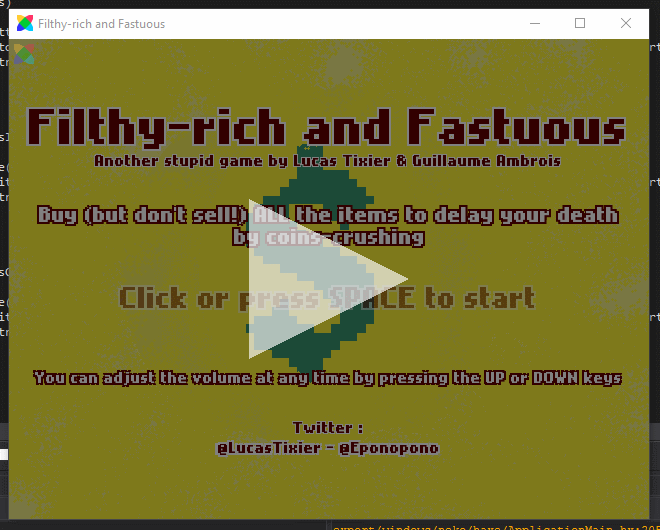 Filthy-rich and Fastuous
Filthy-rich and Fastuous
Another stupid game by Lucas Tixier & Guillaume Ambrois
Buy (but don't sell!) ALL the items to delay your death
by coins-crushing
Click or press SPACE to start
You can adjust the volume at any time by pressing the UP or DOWN keys
Twitter :
@LucasTixier - @Eponopono